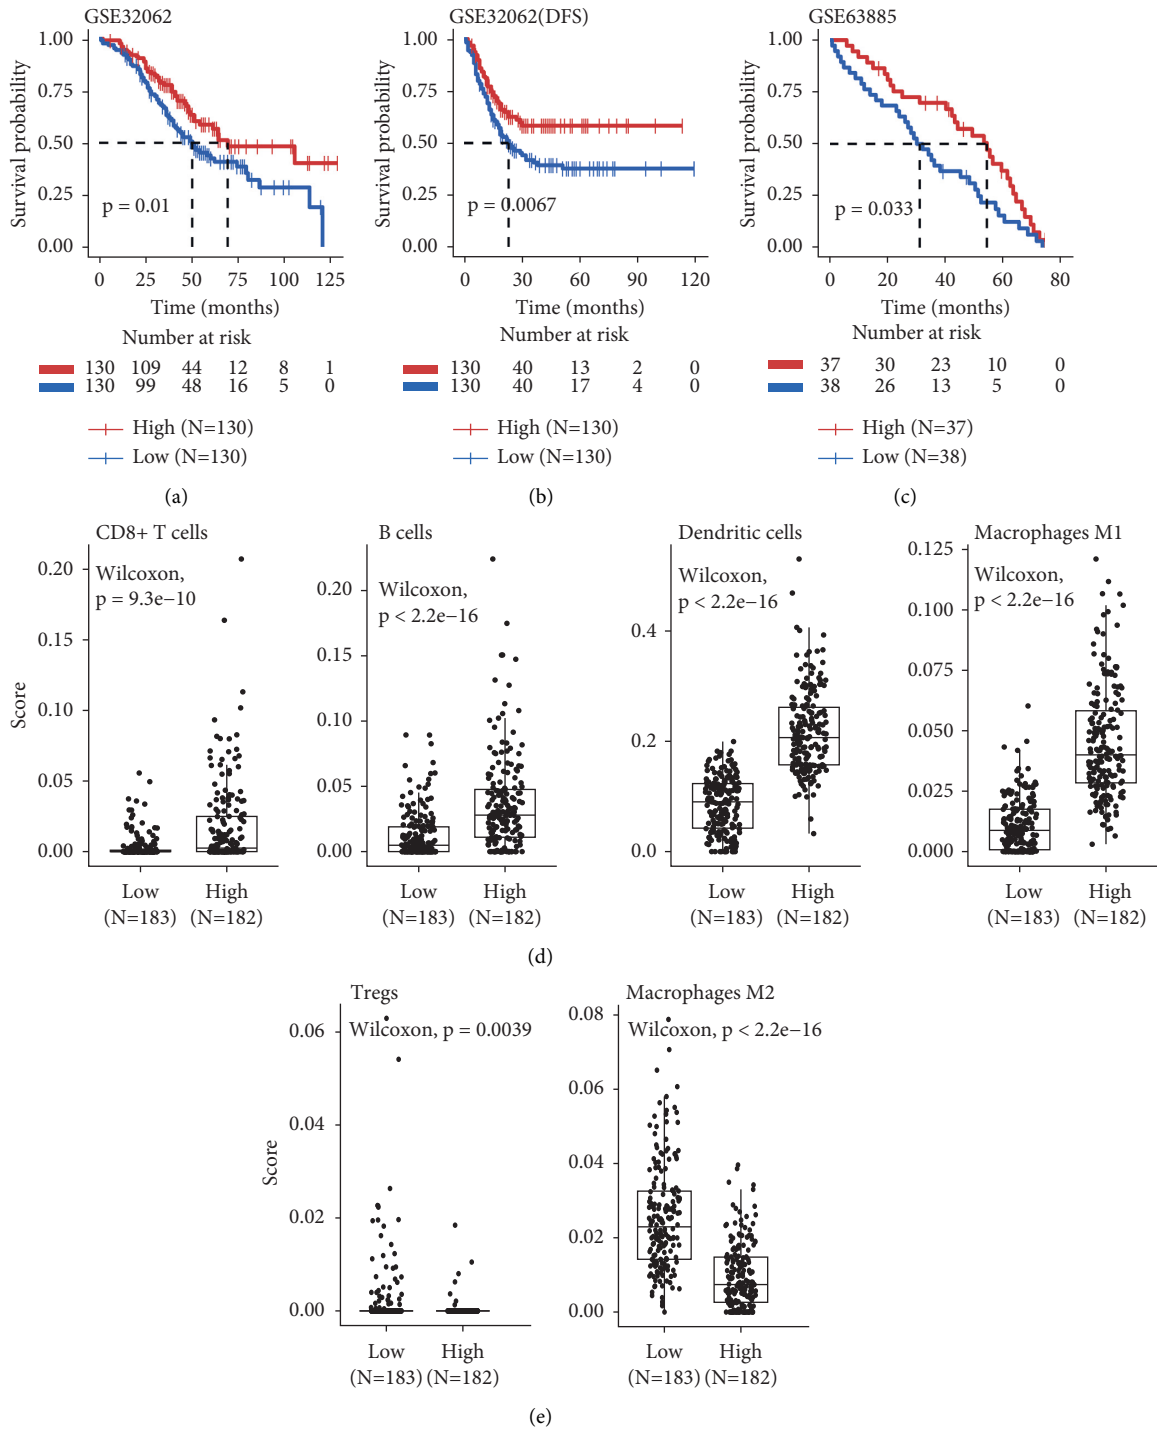 GSE32062
Survival probability
1.00
0.75
0.50
0.25
0.00
p = 0.01
0 25 50 75 100 125
Time (months)
Number at risk
130 109 44 12 8 1
130 99 48 16 5 0
High (N=130)
Low (N=130)
(a)
GSE32062(DFS)
Survival probability
1.00
0.75
0.50
0.25
0.00
p = 0.0067
0 30 60 90 120
Time (months)
Number at risk
130 40 13 2 0
130 40 17 4 0
High (N=130)
Low (N=130)
(b)
GSE63885
Survival probability
1.00
0.75
0.50
0.25
0.00
p = 0.033
0 20 40 60 80
Time (months)
Number at risk
37 30 23 10 0
38 26 13 5 0
High (N=37)
Low (N=38)
(c)
CD8+ T cells
Wilcoxon,
p = 9.3e−10
Score
0.20
0.15
0.10
0.05
0.00
Low High
(N=183) (N=182)
B cells
Wilcoxon,
p < 2.2e−16
0.20
0.15
0.10
0.05
0.00
Low High
(N=183) (N=182)
Dendritic cells
Wilcoxon,
p < 2.2e−16
0.4
0.2
0.0
Low High
(N=183) (N=182)
Macrophages M1
Wilcoxon,
p < 2.2e−16
0.125
0.100
0.075
0.050
0.025
0.000
Low High
(N=183) (N=182)
(d)
Tregs
Wilcoxon, p = 0.0039
Score
0.06
0.04
0.02
0.00
Low High
(N=183) (N=182)
Macrophages M2
Wilcoxon, p < 2.2e−16
0.08
0.06
0.04
0.02
0.00
Low High
(N=183) (N=182)
(e)